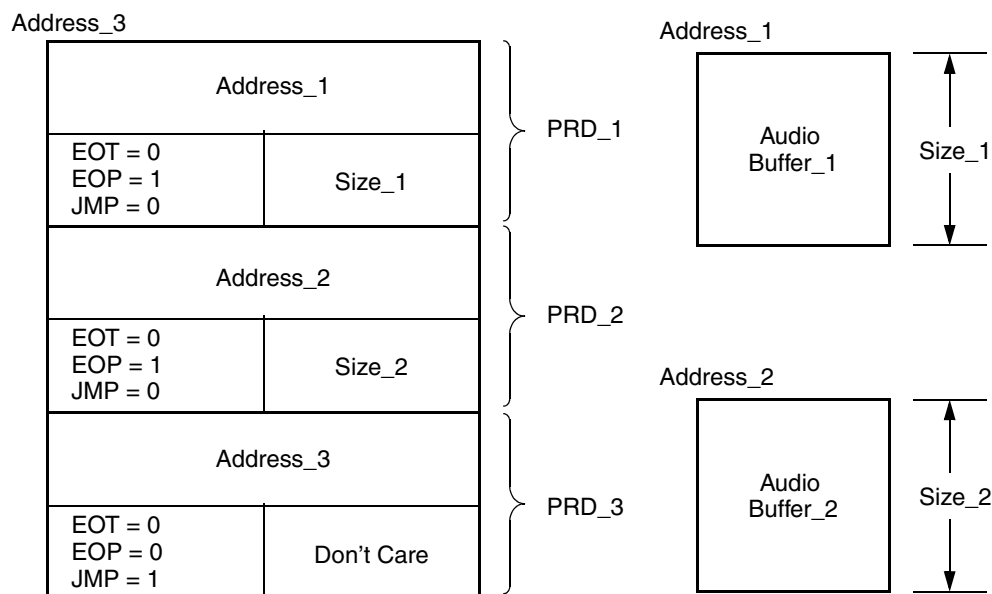 Address_3
Address_1
EOT = 0
EOP = 1
JMP = 0
Size_1
PRD_1
Address_2
EOT = 0
EOP = 1
JMP = 0
Size_2
PRD_2
Address_3
EOT = 0
EOP = 0
JMP = 1
Don't Care
PRD_3
Address_1
Audio
Buffer_1
Size_1
Address_2
Audio
Buffer_2
Size_2